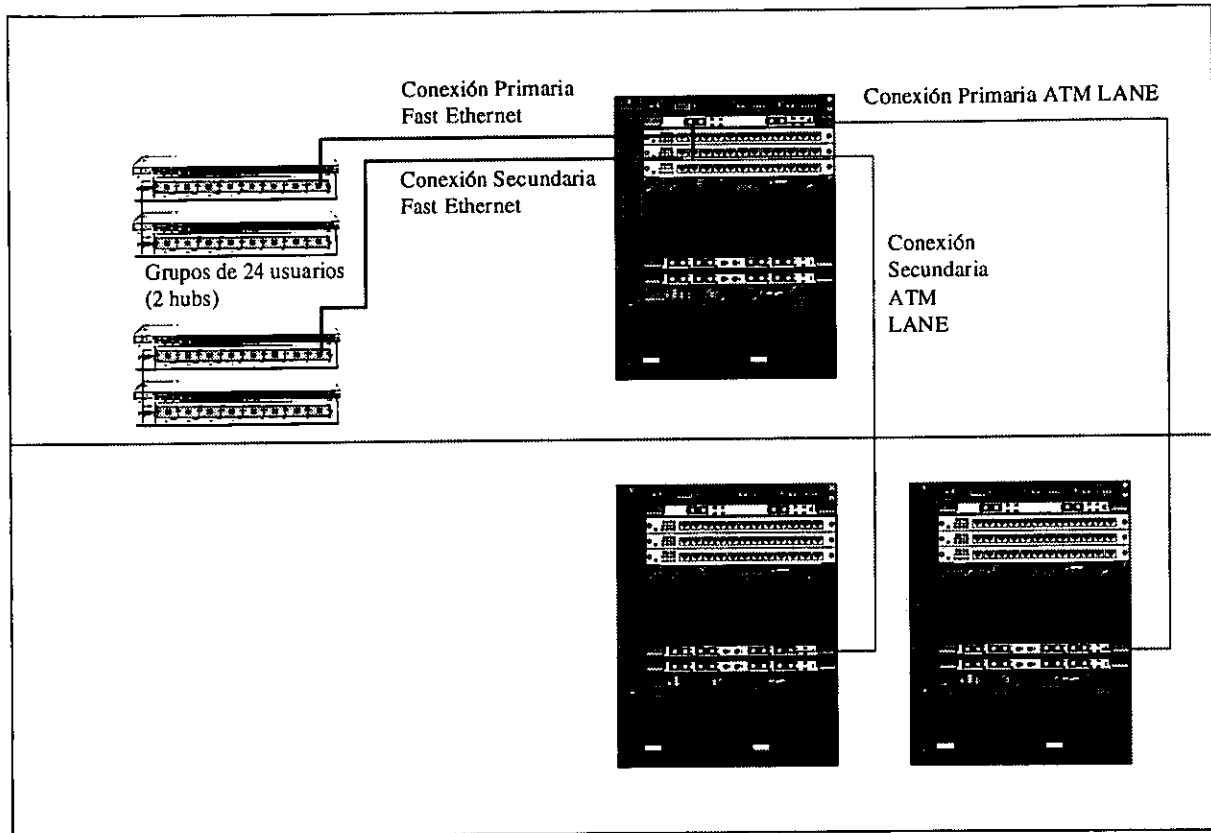 Conexión Primaria
Fast Ethernet
Conexión Primaria ATM LANE
Conexión Secundaria
Fast Ethernet
Grupos de 24 usuarios
(2 hubs)
Conexión
Secundaria
ATM
LANE